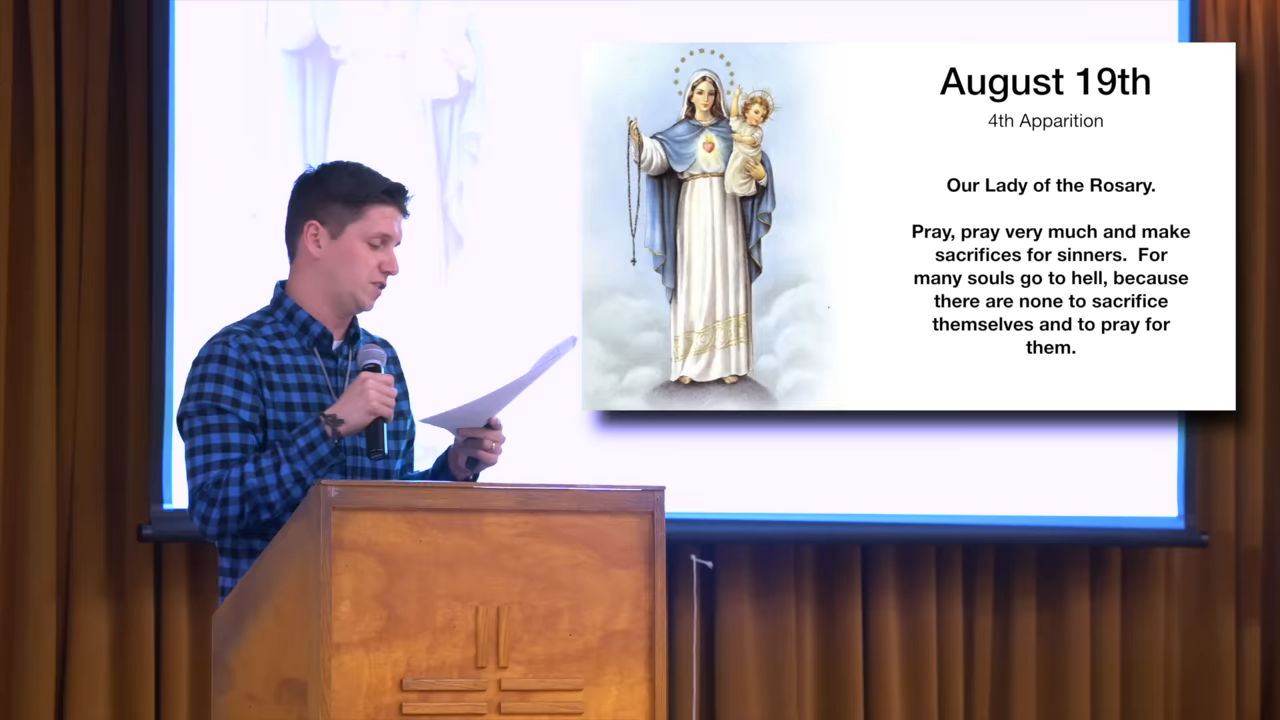 August 19th
4th Apparition
Our Lady of the Rosary.
Pray, pray very much and make
sacrifices for sinners.  For
many souls go to hell, because
there are none to sacrifice
themselves and to pray for
them.